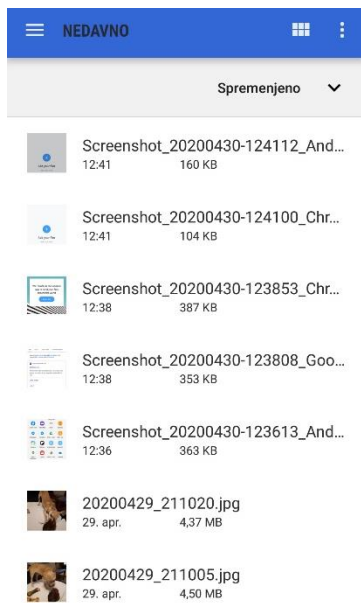 NEDAVNO
Spremenjeno
Screenshot_20200430-124112_And...
12:41 160 KB
Screenshot_20200430-124100_Chr...
12:41 104 KB
Screenshot_20200430-123853_Chr...
12:38 387 KB
Screenshot_20200430-123808_Goo...
12:38 353 KB
Screenshot_20200430-123613_And...
12:36 363 KB
20200429_211020.jpg
29. apr. 4,37 MB
20200429_211005.jpg
29. apr. 4,50 MB